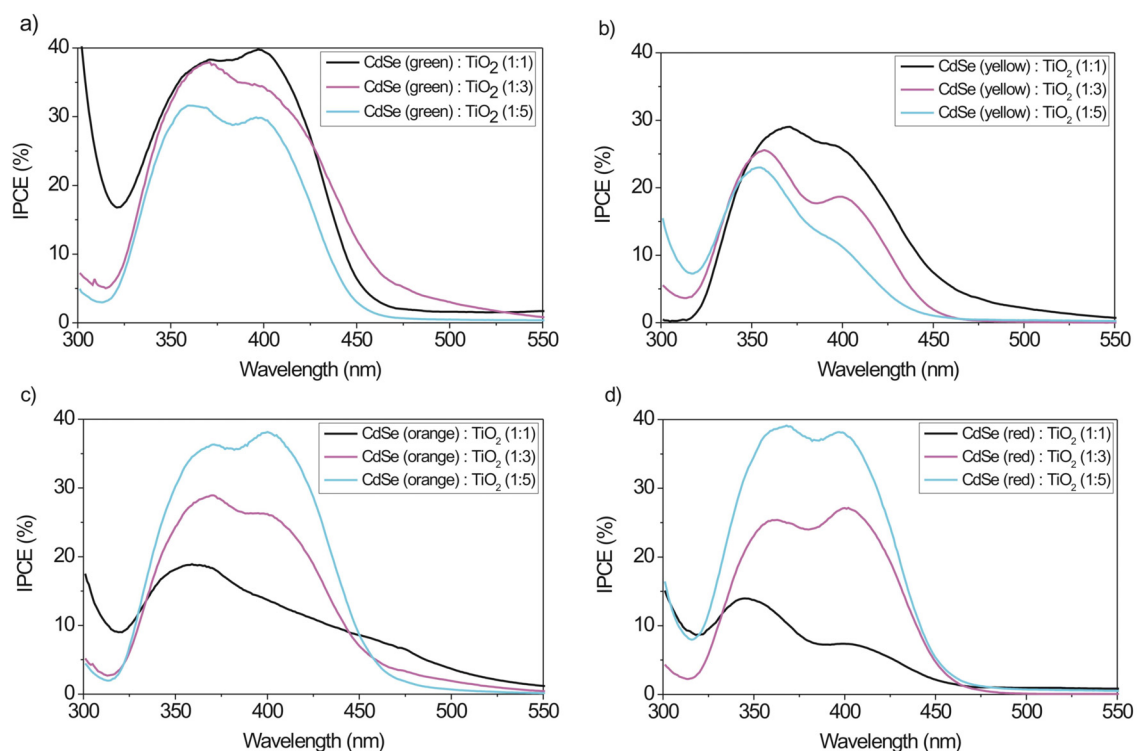 a)
CdSe (green) : TiO2 (1:1)
CdSe (green) : TiO2 (1:3)
CdSe (green) : TiO2 (1:5)
IPCE (%)
40
30
20
10
0
300 350 400 450 500 550
Wavelength (nm)
b)
CdSe (yellow) : TiO2 (1:1)
CdSe (yellow) : TiO2 (1:3)
CdSe (yellow) : TiO2 (1:5)
IPCE (%)
40
30
20
10
0
300 350 400 450 500 550
Wavelength (nm)
c)
CdSe (orange) : TiO2 (1:1)
CdSe (orange) : TiO2 (1:3)
CdSe (orange) : TiO2 (1:5)
IPCE (%)
40
30
20
10
0
300 350 400 450 500 550
Wavelength (nm)
d)
CdSe (red) : TiO2 (1:1)
CdSe (red) : TiO2 (1:3)
CdSe (red) : TiO2 (1:5)
IPCE (%)
40
30
20
10
0
300 350 400 450 500 550
Wavelength (nm)